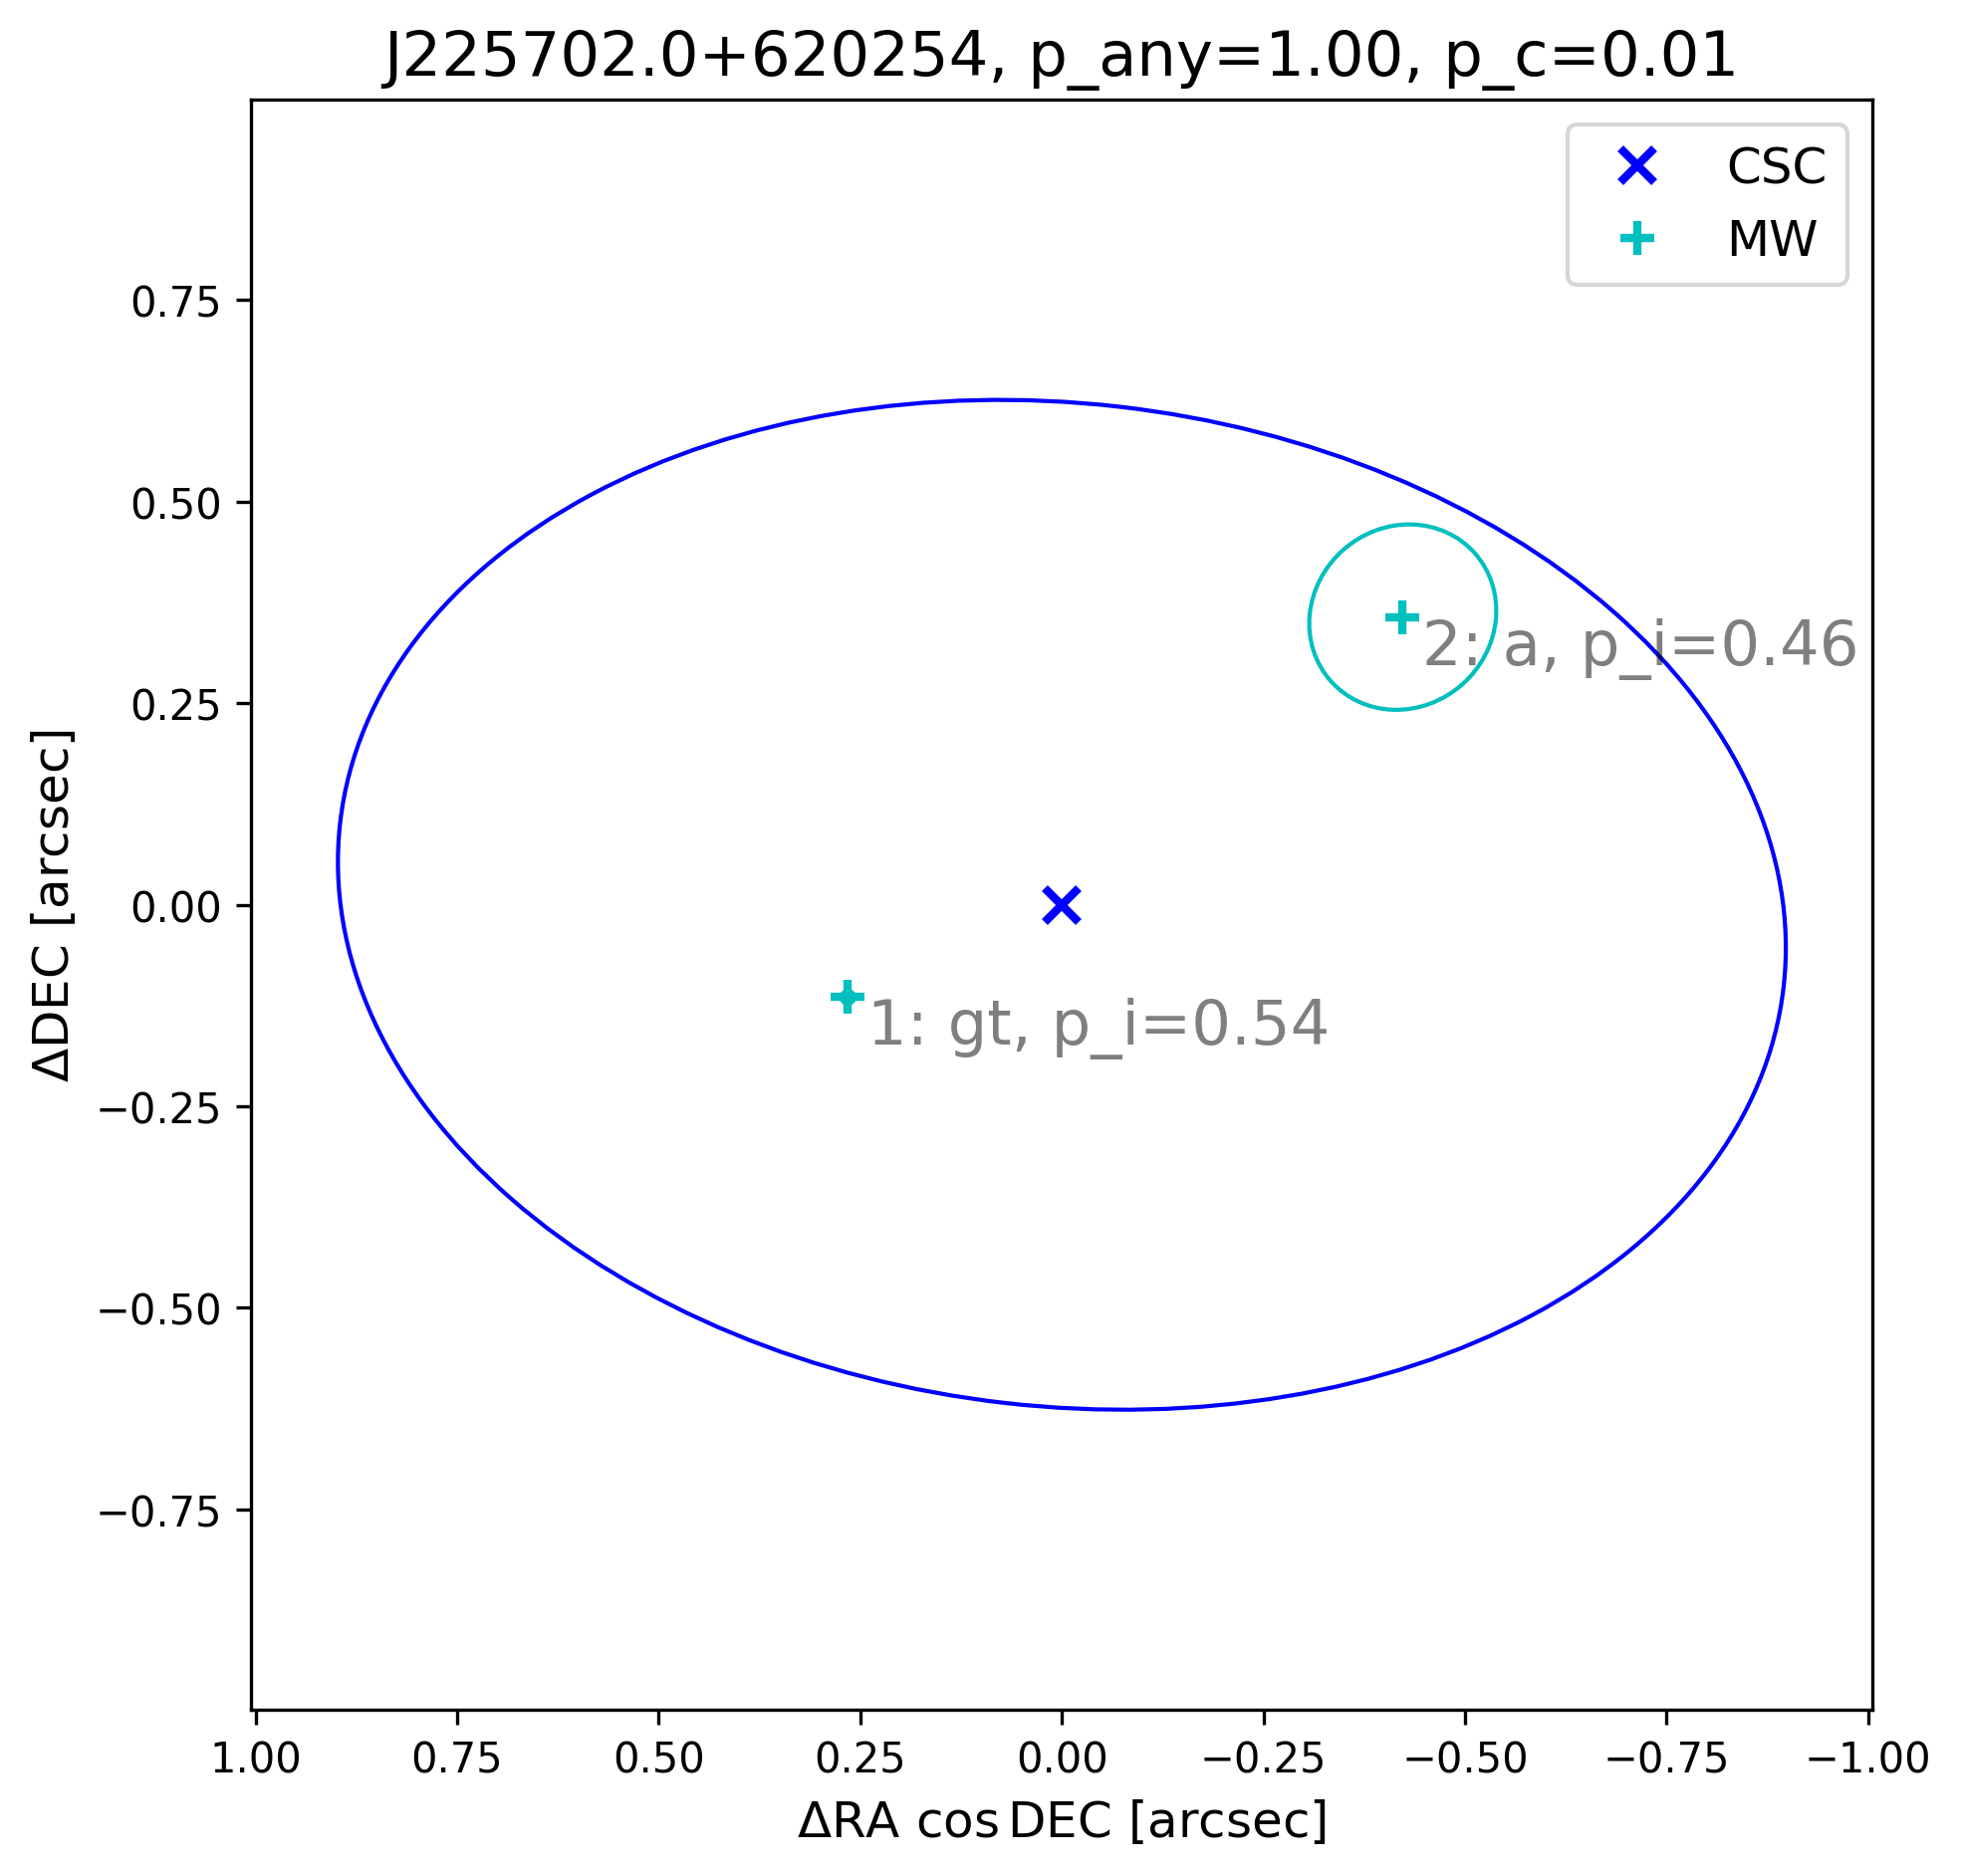 J225702.0+620254, p_any=1.00, p_c=0.01
CSC
MW
0.75
0.50
0.25
0.00
−0.25
−0.50
−0.75
ΔDEC [arcsec]
2: a, p_i=0.46
1: gt, p_i=0.54
1.00 0.75 0.50 0.25 0.00 −0.25 −0.50 −0.75 −1.00
ΔRA cos DEC [arcsec]